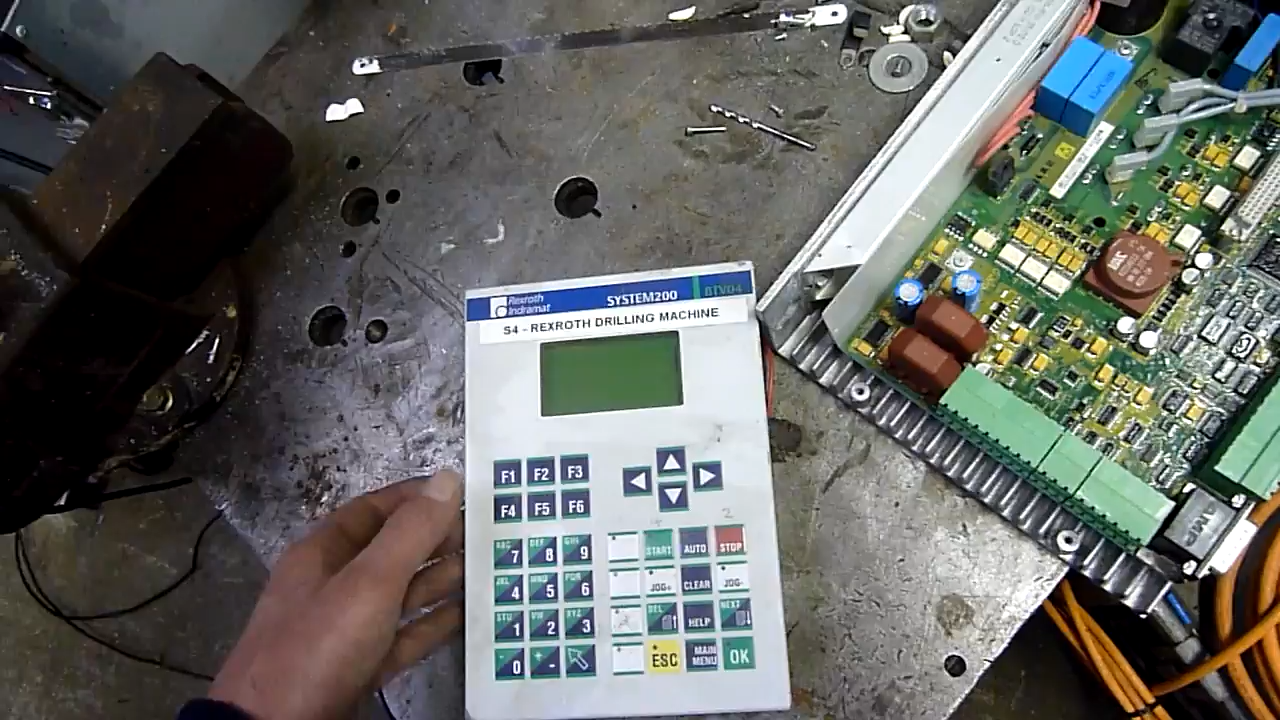 Rexroth
Indramat
SYSTEM200
BTV04
S4 - REXROTH DRILLING MACHINE
F1 F2 F3
F4 F5 F6
ABC DEF GHI
7 8 9
START AUTO STOP
JKL MNO PQR
4 5 6
JOG+ CLEAR JOG-
STU VW XYZ
1 2 3
DEL HELP NEXT
0 + -
ESC MAIN MENU OK